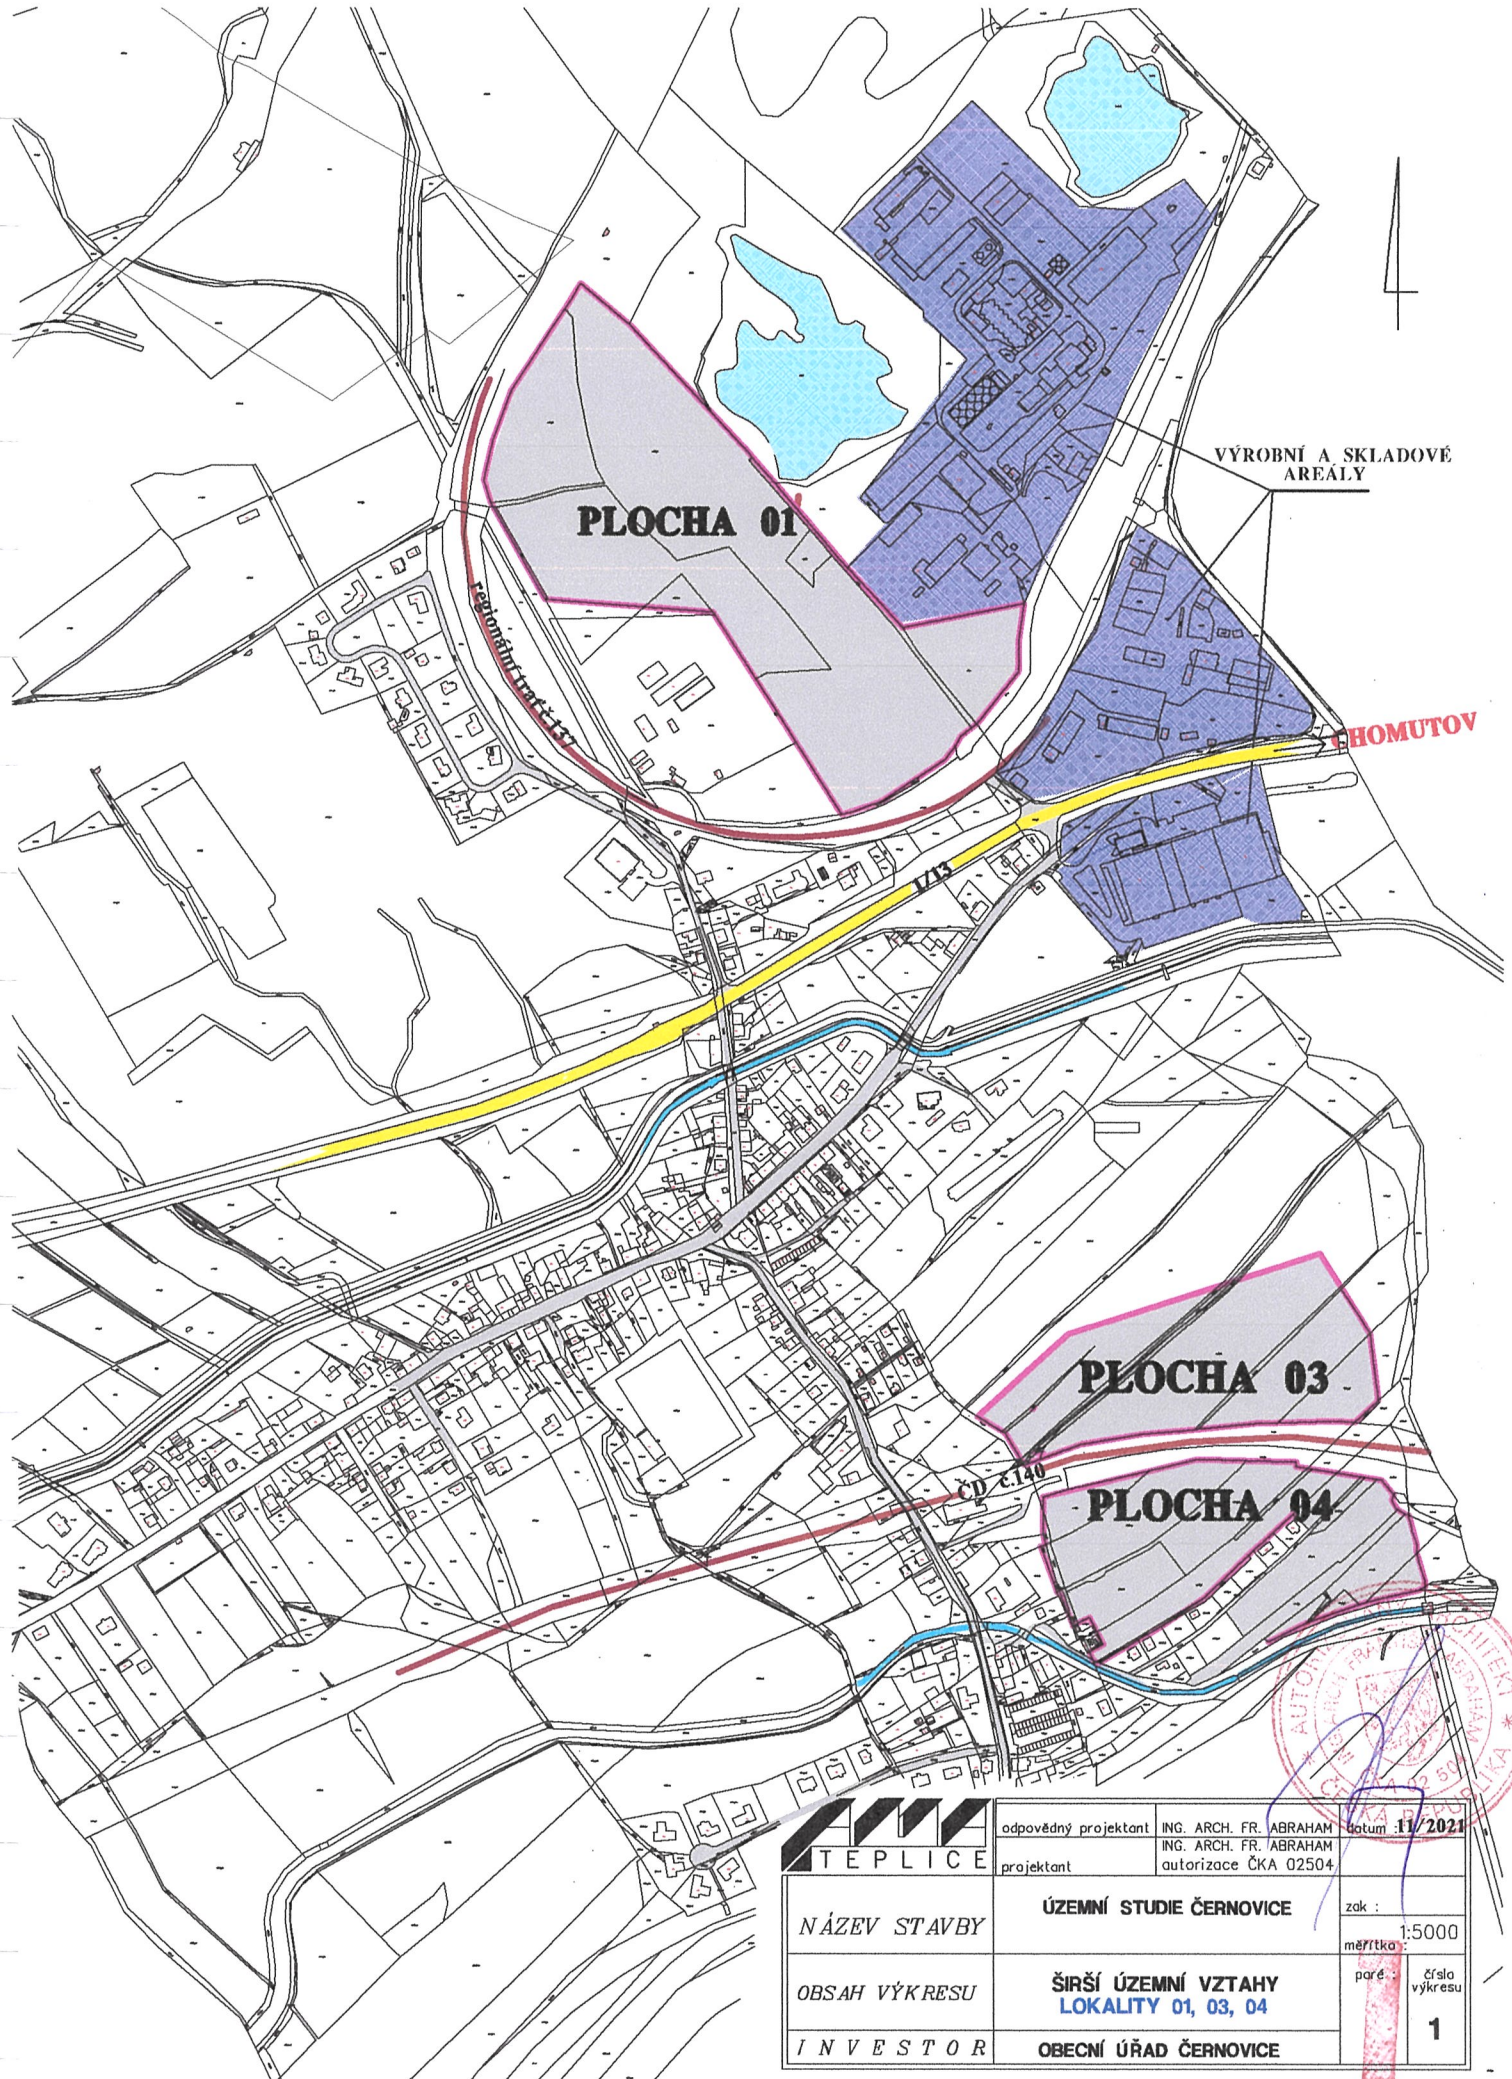 VÝROBNÍ A SKLADOVÉ
AREÁLY
PLOCHA 01
regionální trať č.137
CHOMUTOV
I/13
PLOCHA 03
ČD č.140
PLOCHA 04
AMA
TEPLICE
odpovědný projektant
ING. ARCH. FR. ABRAHAM
datum : 11/2021
projektant
ING. ARCH. FR. ABRAHAM
autorizace ČKA 02504
NÁZEV STAVBY
ÚZEMNÍ STUDIE ČERNOVICE
zak :
měřítko :
1:5000
OBSAH VÝKRESU
ŠIRŠÍ ÚZEMNÍ VZTAHY
LOKALITY 01, 03, 04
paré :
číslo
výkresu
1
INVESTOR
OBECNÍ ÚŘAD ČERNOVICE